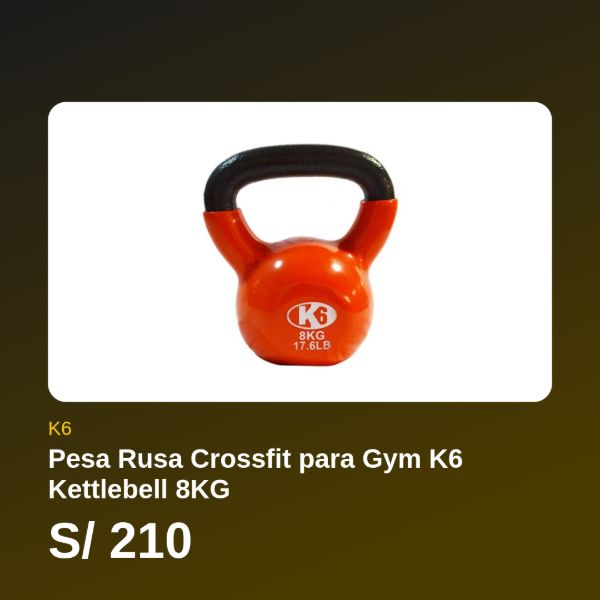 K6
8KG
17.6LB
K6
Pesa Rusa Crossfit para Gym K6
Kettlebell 8KG
S/ 210